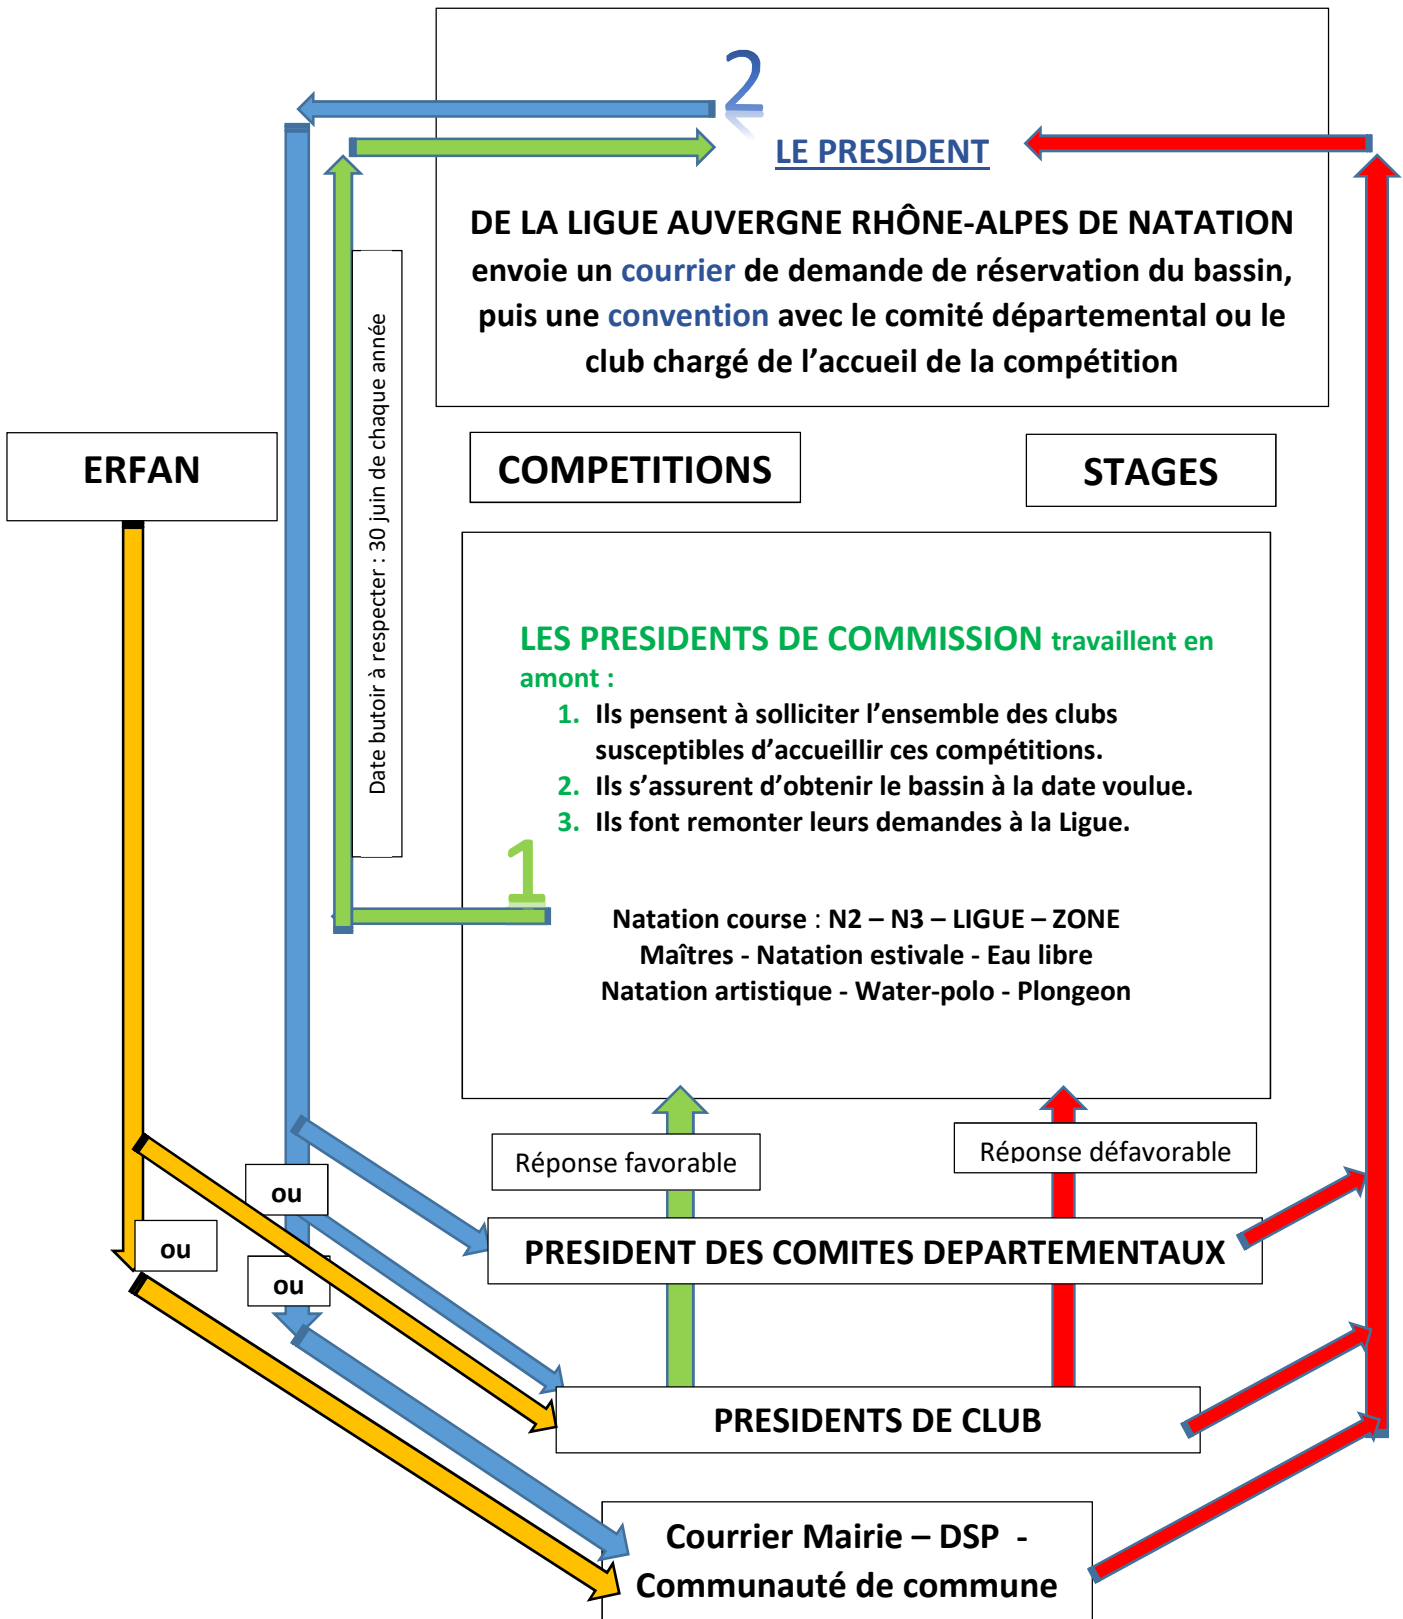 2
LE PRESIDENT
DE LA LIGUE AUVERGNE RHÔNE-ALPES DE NATATION
envoie un courrier de demande de réservation du bassin,
puis une convention avec le comité départemental ou le
club chargé de l’accueil de la compétition
Date butoir à respecter : 30 juin de chaque année
ERFAN
COMPETITIONS
STAGES
LES PRESIDENTS DE COMMISSION travaillent en
amont :
1. Ils pensent à solliciter l’ensemble des clubs
susceptibles d’accueillir ces compétitions.
2. Ils s’assurent d’obtenir le bassin à la date voulue.
3. Ils font remonter leurs demandes à la Ligue.
1
Natation course : N2 – N3 – LIGUE – ZONE
Maîtres - Natation estivale - Eau libre
Natation artistique - Water-polo - Plongeon
Réponse favorable
Réponse défavorable
ou
ou
ou
PRESIDENT DES COMITES DEPARTEMENTAUX
PRESIDENTS DE CLUB
Courrier Mairie – DSP -
Communauté de commune